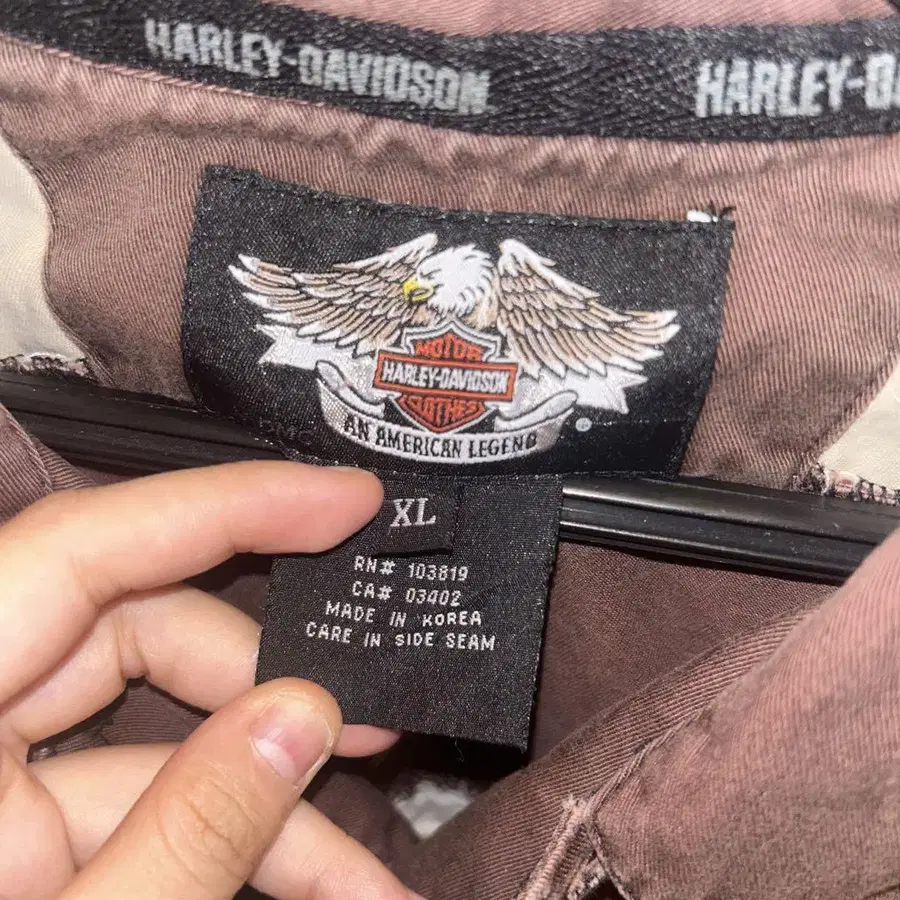 HARLEY-DAVIDSON HARLEY-DA
MOTOR
HARLEY-DAVIDSON
CLOTHES
AN AMERICAN LEGEND
®
XL
RN# 103819
CA# 03402
MADE IN KOREA
CARE IN SIDE SEAM